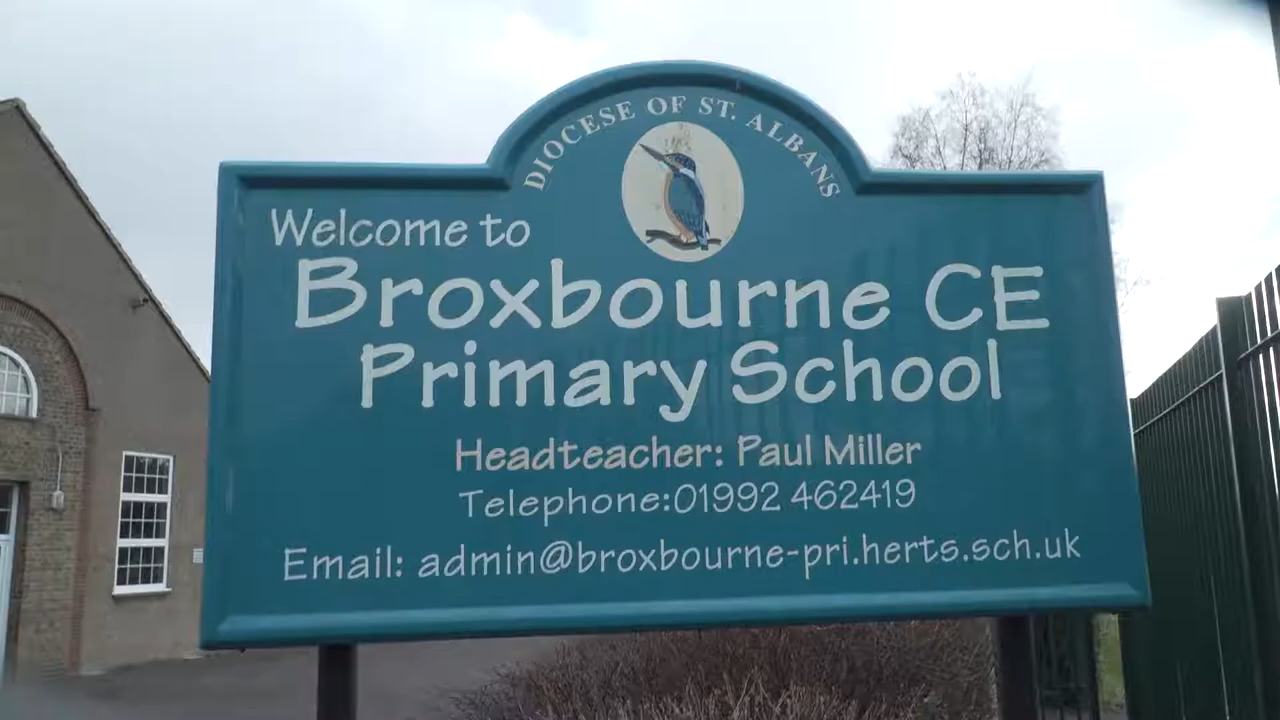 DIOCESE OF ST. ALBANS
Welcome to
Broxbourne CE
Primary School
Headteacher: Paul Miller
Telephone:01992 462419
Email: admin@broxbourne-pri.herts.sch.uk